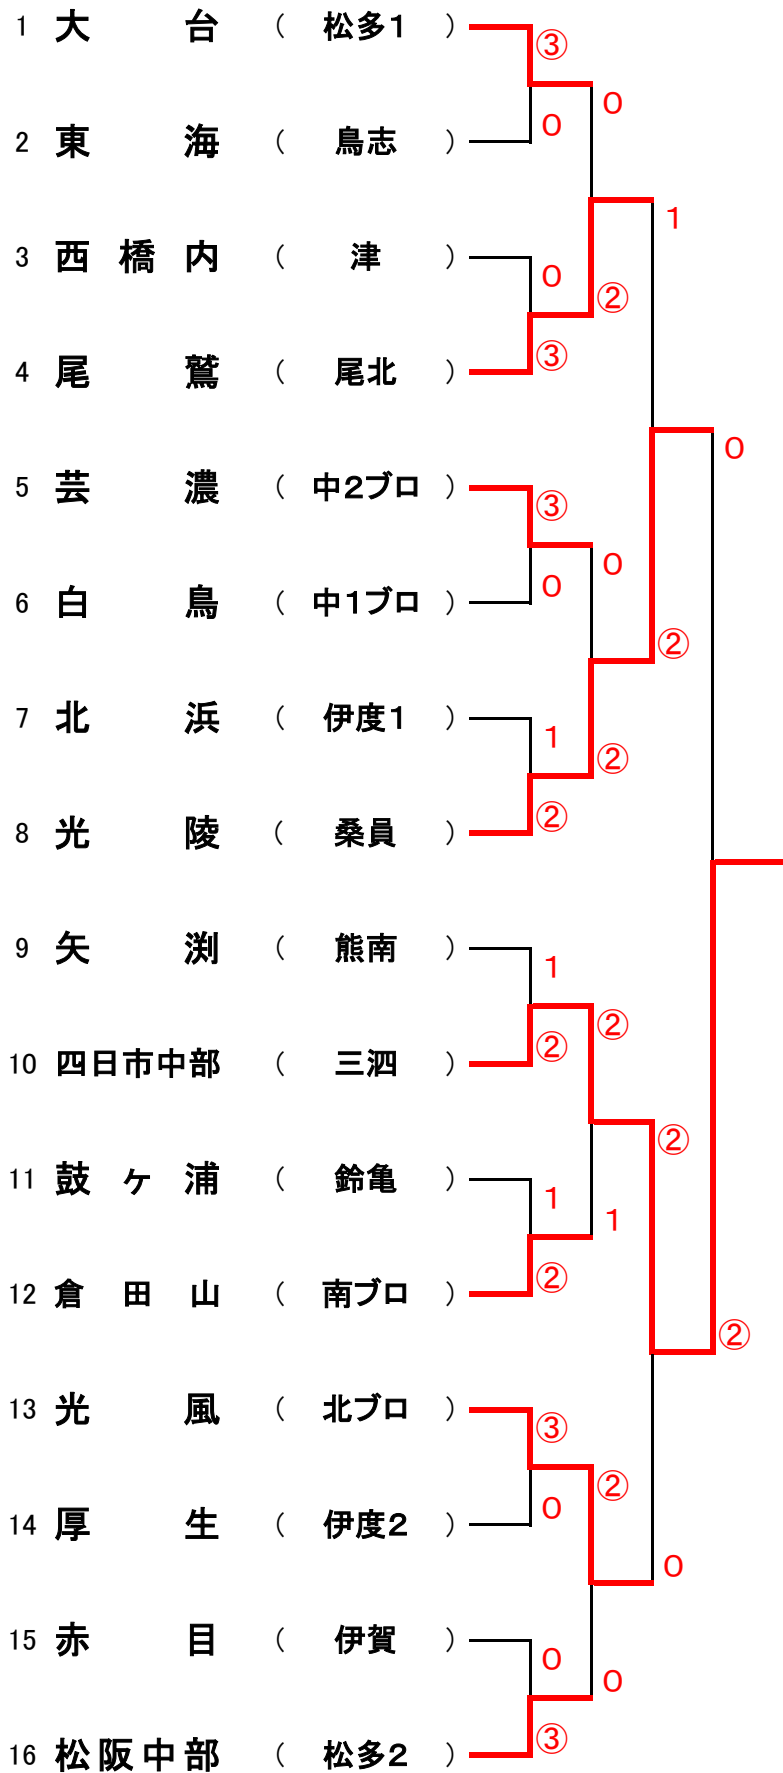 1 大 台 ( 松多1 )
③
0
0
2 東 海 ( 鳥志 )
1
3 西 橋 内 ( 津 )
0
②
③
4 尾 鷲 ( 尾北 )
0
5 芸 濃 ( 中2ブロ )
③
0
0
6 白 鳥 ( 中1ブロ )
②
7 北 浜 ( 伊度1 )
1
②
②
8 光 陵 ( 桑員 )
9 矢 渕 ( 熊南 )
1
②
②
10 四日市中部 ( 三泗 )
②
11 鼓 ヶ 浦 ( 鈴亀 )
1
1
②
12 倉 田 山 ( 南ブロ )
②
13 光 風 ( 北ブロ )
③
②
0
14 厚 生 ( 伊度2 )
0
15 赤 目 ( 伊賀 )
0
0
③
16 松阪中部 ( 松多2 )